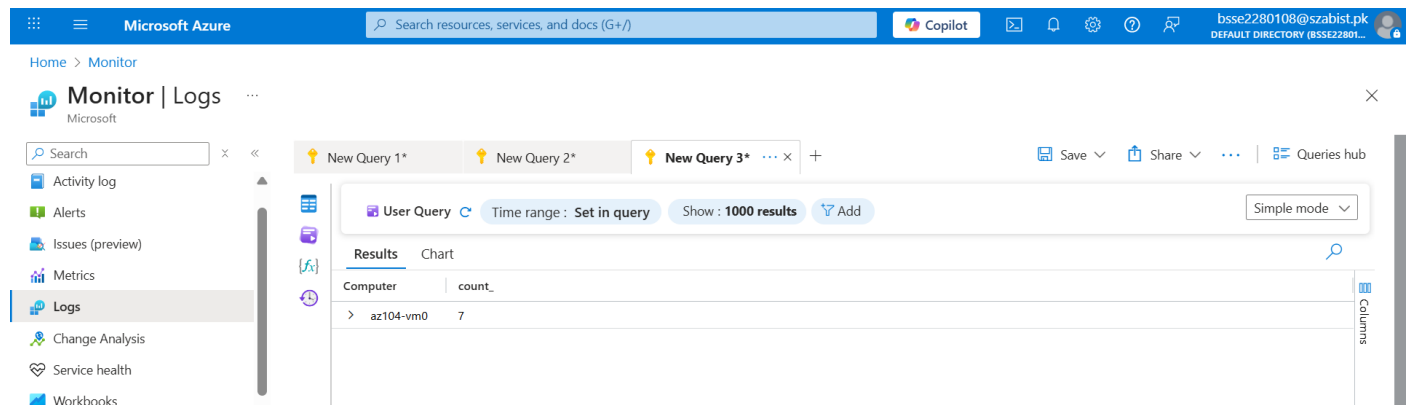 Microsoft Azure
Search resources, services, and docs (G+/)
Copilot
bsse2280108@szabist.pk
DEFAULT DIRECTORY (BSSE22801...
Home > Monitor
Monitor | Logs ...
Microsoft
Search
Activity log
Alerts
Issues (preview)
Metrics
Logs
Change Analysis
Service health
Workbooks
New Query 1*
New Query 2*
New Query 3* ... ×
Save
Share
...
Queries hub
User Query
Time range : Set in query
Show : 1000 results
Add
Simple mode
Results
Chart
{fx}
Computer
count_
az104-vm0
7
Columns